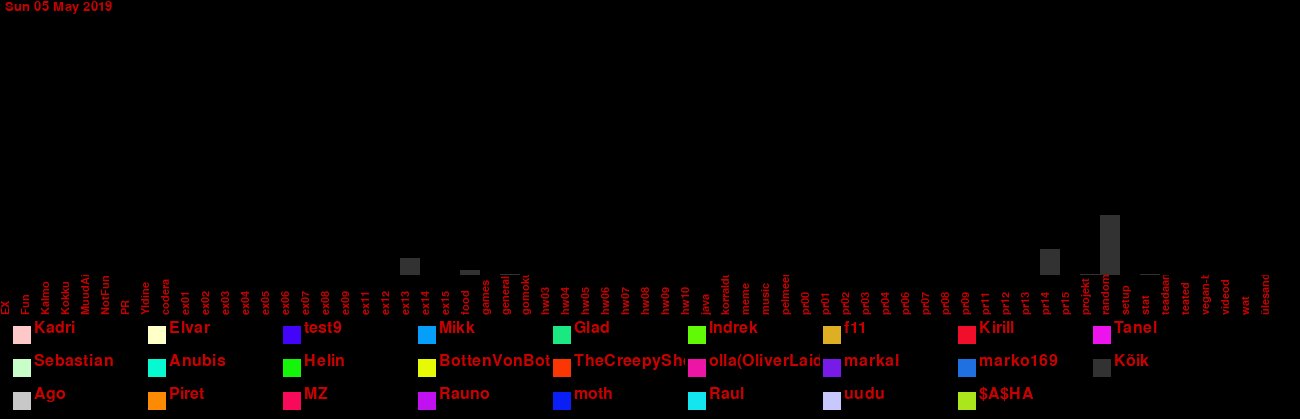 Sun 05 May 2019
EX Fun Kalmo Kokku MuudAi NotFun PR Yldine codera ex01 ex02 ex03 ex04 ex05 ex06 ex07 ex08 ex09 ex11 ex12 ex13 ex14 ex15 food games general gomoku hw03 hw04 hw05 hw06 hw07 hw08 hw09 hw10 java korraldu meme music pelmeen pr00 pr01 pr02 pr03 pr04 pr06 pr07 pr08 pr09 pr11 pr12 pr13 pr14 pr15 projekt random setup stat teadaan teated vegan-t videod wat ülesand
Kadri Elvar test9 Mikk Glad Indrek f11 Kirill Tanel
Sebastian Anubis Helin BottenVonBot TheCreepyShe olla(OliverLaid markal marko169 Kõik
Ago Piret MZ Rauno moth Raul uudu $A$HA